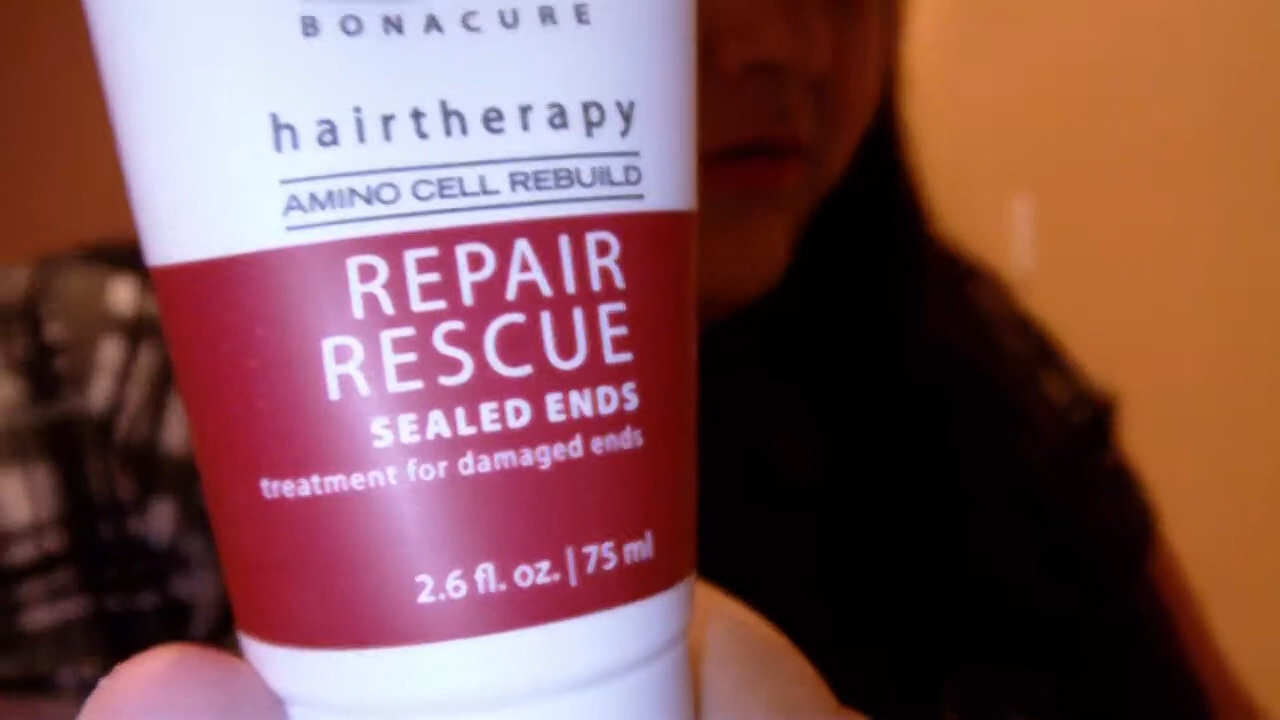 BONACURE
hairtherapy
AMINO CELL REBUILD
REPAIR
RESCUE
SEALED ENDS
treatment for damaged ends
2.6 fl. oz. | 75 ml